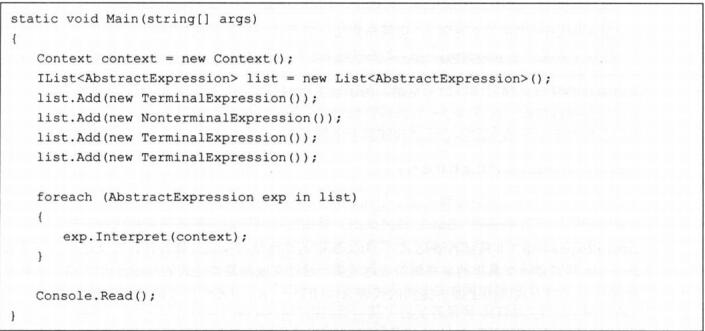 static void Main(string[] args)
{
Context context = new Context();
IList<AbstractExpression> list = new List<AbstractExpression>();
list.Add(new TerminalExpression());
list.Add(new NonterminalExpression());
list.Add(new TerminalExpression());
list.Add(new TerminalExpression());
foreach (AbstractExpression exp in list)
{
exp.Interpret(context);
}
Console.Read();
}